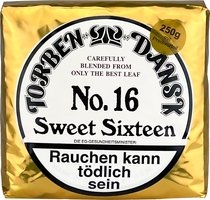 TORBEN DANSK
250g
CAREFULLY
BLENDED FROM
ONLY THE BEST LEAF
No. 16
Sweet Sixteen
DIE EG-GESUNDHEITSMINISTER:
Rauchen kann
tödlich
sein